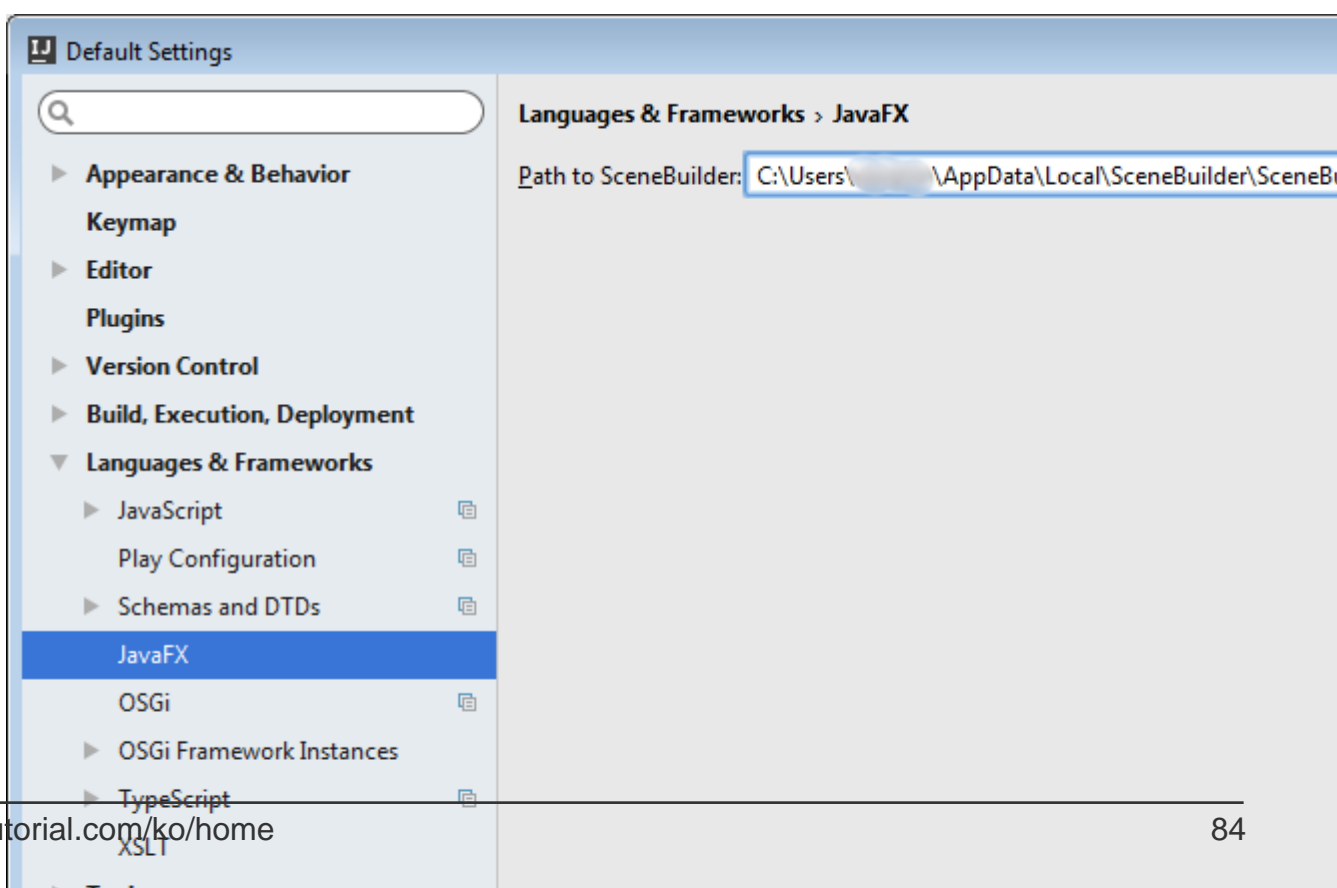 Default Settings
Languages & Frameworks › JavaFX
Path to SceneBuilder: C:\Users\ \AppData\Local\SceneBuilder\SceneB
Appearance & Behavior
Keymap
Editor
Plugins
Version Control
Build, Execution, Deployment
Languages & Frameworks
JavaScript
Play Configuration
Schemas and DTDs
JavaFX
OSGi
OSGi Framework Instances
TypeScript
torial.com/ko/home 84
XSLT